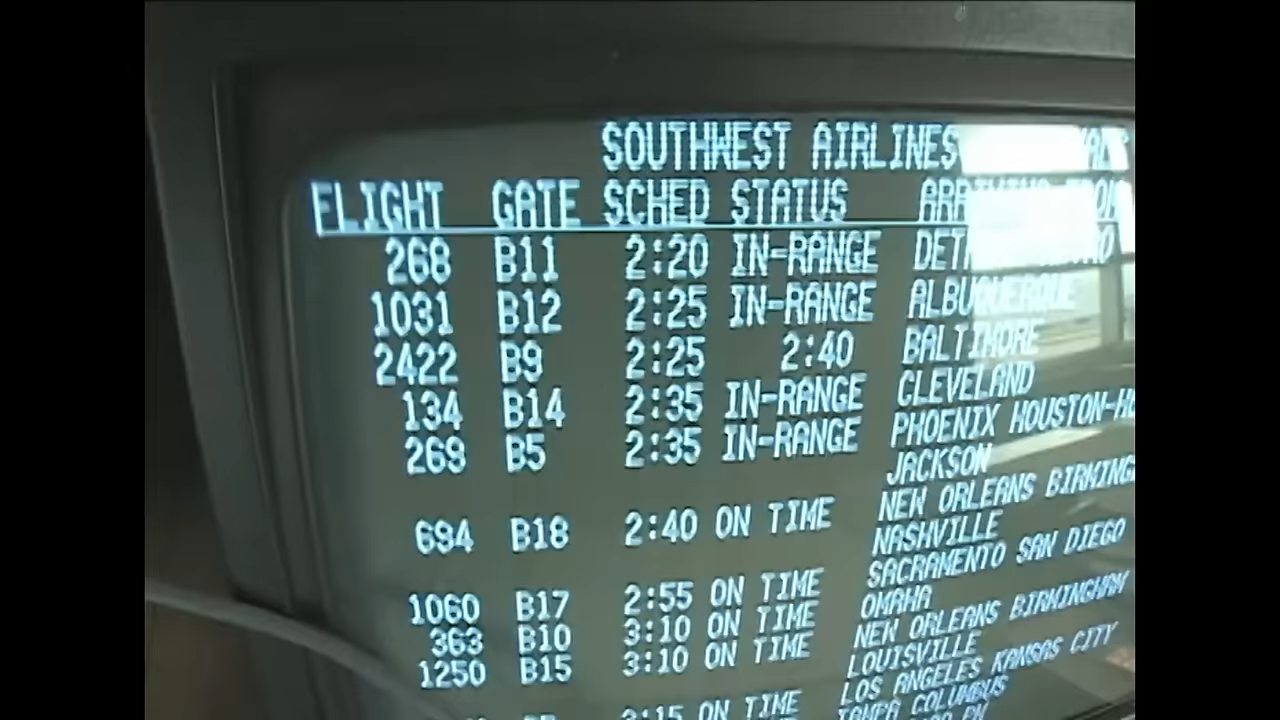 SOUTHWEST AIRLINES
FLIGHT GATE SCHED STATUS ARRIVING FROM
268 B11 2:20 IN-RANGE
1031 B12 2:25 IN-RANGE ALBUQUERQUE
2422 B9 2:25 2:40 BALTIMORE
134 B14 2:35 IN-RANGE CLEVELAND
269 B5 2:35 IN-RANGE PHOENIX HOUSTON-H
JACKSON
694 B18 2:40 ON TIME NEW ORLEANS BIRMING
NASHVILLE
1060 B17 2:55 ON TIME SACRAMENTO SAN DIEGO
OMAHA
363 B10 3:10 ON TIME NEW ORLEANS BIRMINGHAM
LOUISVILLE
1250 B15 3:10 ON TIME LOS ANGELES KANSAS CITY
3:15 ON TIME TAMPA COLUMBUS